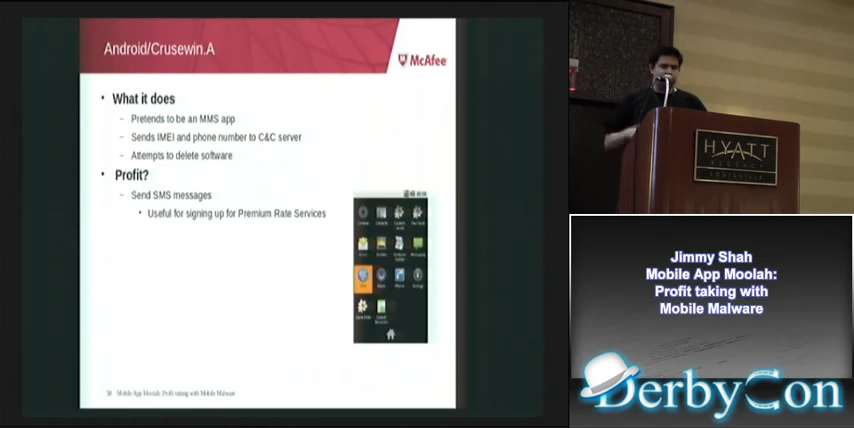 Android/Crusewin.A
McAfee
• What it does
– Pretends to be an MMS app
– Sends IMEI and phone number to C&C server
– Attempts to delete software
• Profit?
– Send SMS messages
• Useful for signing up for Premium Rate Services
Mobile App Moolah: Profit taking with Mobile Malware
HYATT
REGENCY
LOUISVILLE
Jimmy Shah
Mobile App Moolah:
Profit taking with
Mobile Malware
DerbyCon